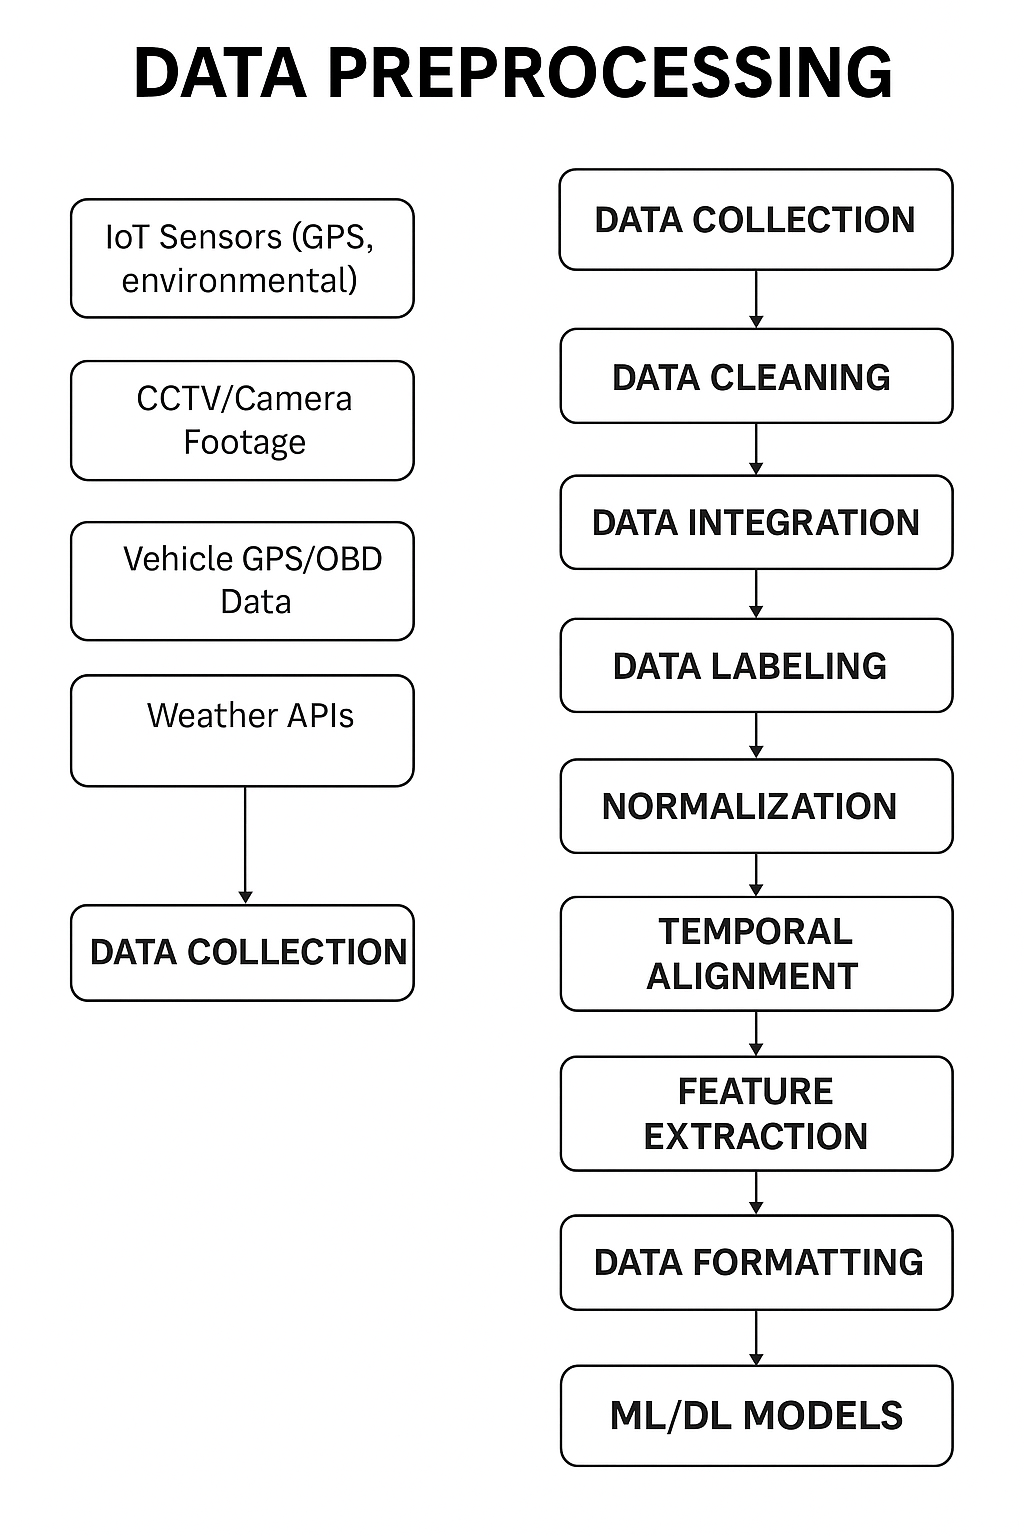 DATA PREPROCESSING
IoT Sensors (GPS,
environmental)
CCTV/Camera
Footage
Vehicle GPS/OBD
Data
Weather APIs
DATA COLLECTION
DATA COLLECTION
DATA CLEANING
DATA INTEGRATION
DATA LABELING
NORMALIZATION
TEMPORAL
ALIGNMENT
FEATURE
EXTRACTION
DATA FORMATTING
ML/DL MODELS